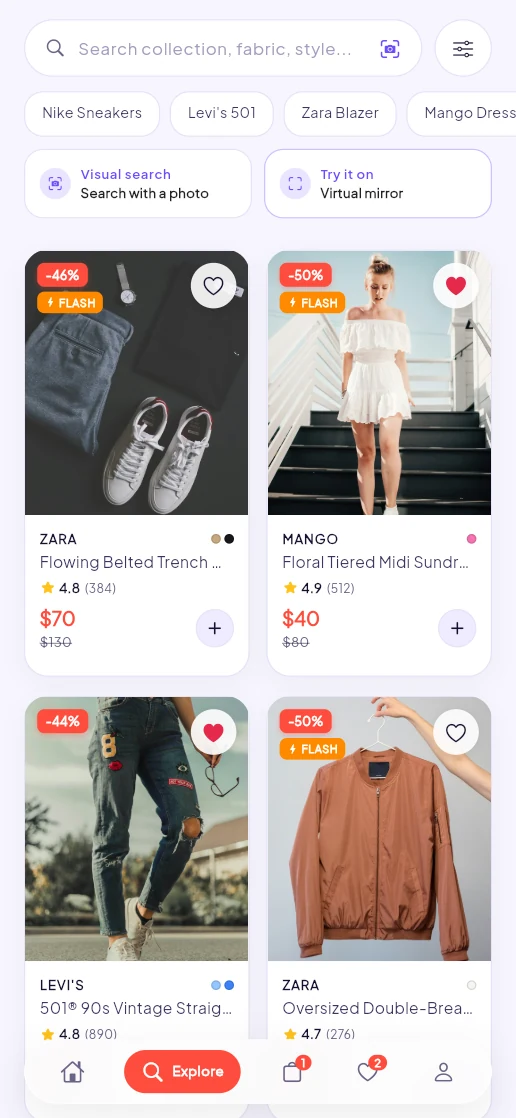 Search collection, fabric, style...
Nike Sneakers
Levi's 501
Zara Blazer
Mango Dress
Visual search
Search with a photo
Try it on
Virtual mirror
-46%
FLASH
-50%
FLASH
ZARA
Flowing Belted Trench ...
4.8 (384)
$70
$130
MANGO
Floral Tiered Midi Sundr...
4.9 (512)
$40
$80
-44%
8
-50%
FLASH
LEVI'S
501® 90s Vintage Straig...
4.8 (890)
ZARA
Oversized Double-Brea...
4.7 (276)
Explore
1
2